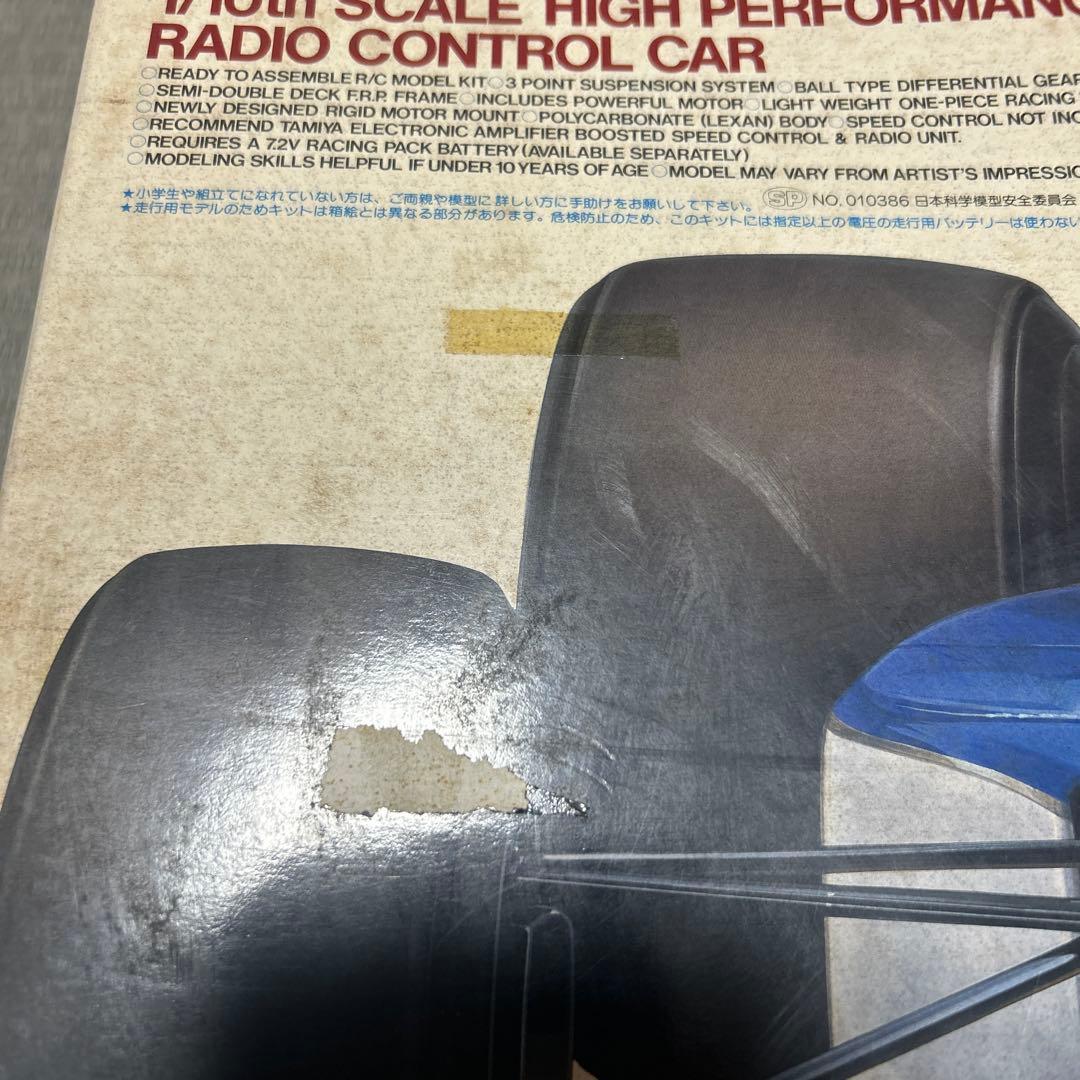 1/10th SCALE HIGH PERFORMANC
RADIO CONTROL CAR
○READY TO ASSEMBLE R/C MODEL KIT○3 POINT SUSPENSION SYSTEM○BALL TYPE DIFFERENTIAL GEAR
○SEMI-DOUBLE DECK F.R.P. FRAME○INCLUDES POWERFUL MOTOR○LIGHT WEIGHT ONE-PIECE RACING
○NEWLY DESIGNED RIGID MOTOR MOUNT○POLYCARBONATE (LEXAN) BODY○SPEED CONTROL NOT INC
○RECOMMEND TAMIYA ELECTRONIC AMPLIFIER BOOSTED SPEED CONTROL & RADIO UNIT.
○REQUIRES A 7.2V RACING PACK BATTERY(AVAILABLE SEPARATELY)
○MODELING SKILLS HELPFUL IF UNDER 10 YEARS OF AGE○MODEL MAY VARY FROM ARTIST'S IMPRESSIO
★小学生や組立てになれていない方は、ご両親や模型に詳しい方に手助けをお願いして下さい。 SP NO. 010386 日本科学模型安全委員会
★走行用モデルのためキットは箱絵とは異なる部分があります。危険防止のため、このキットには指定以上の電圧の走行用バッテリーは使わない